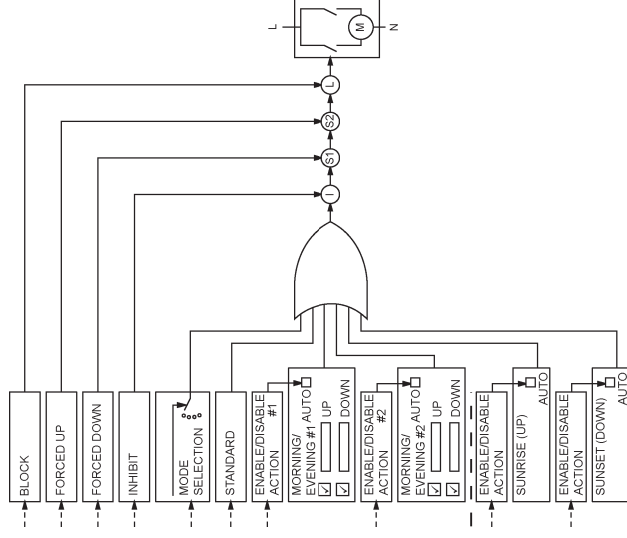 L
M
N
L
S2
S1
I
BLOCK
FORCED UP
FORCED DOWN
INHIBIT
MODE
SELECTION
STANDARD
ENABLE/DISABLE
ACTION #1
MORNING/
EVENING #1 AUTO
UP
DOWN
ENABLE/DISABLE
ACTION #2
MORNING/
EVENING #2 AUTO
UP
DOWN
ENABLE/DISABLE
ACTION
SUNRISE (UP)
AUTO
ENABLE/DISABLE
ACTION
SUNSET (DOWN)
AUTO